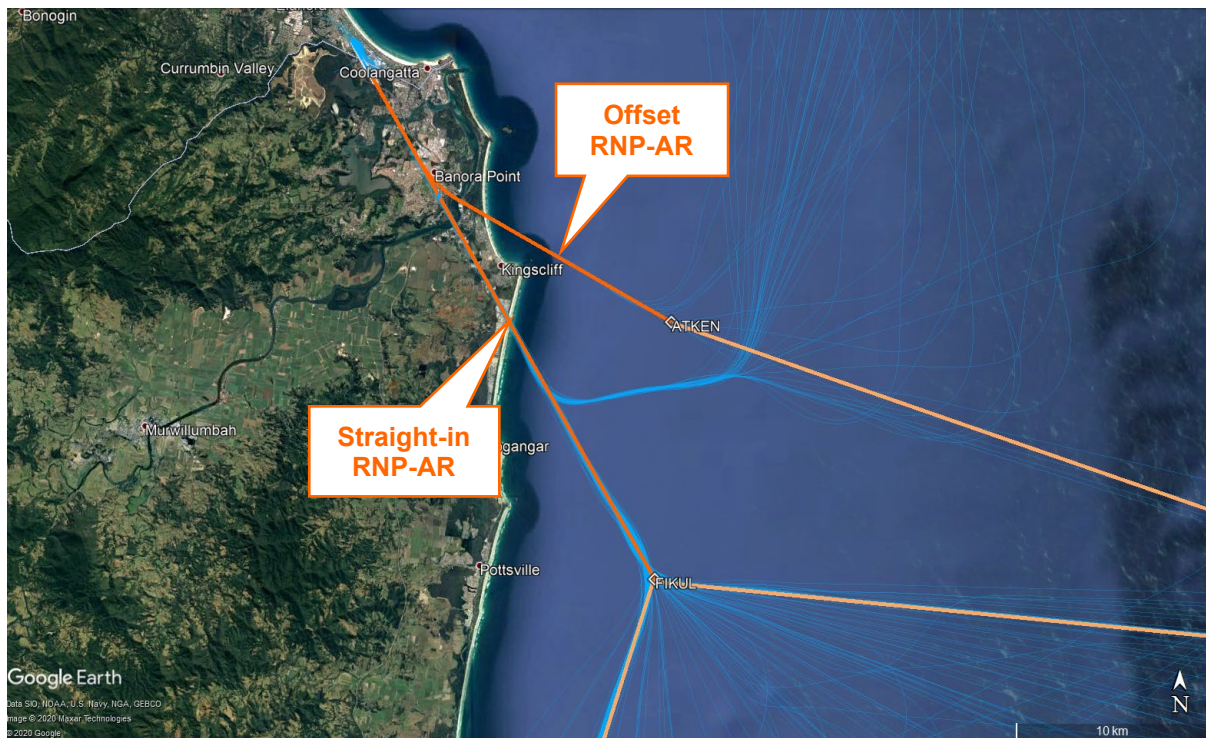 Bonogin
Currumbin Valley
Coolangatta
Offset
RNP-AR
Banora Point
Kingscliff
ATKEN
Murwillumbah
Straight-in
RNP-AR
ogangar
Pottsville
FIKUL
Google Earth
Data SIO, NOAA, U.S. Navy, NGA, GEBCO
Image © 2020 Maxar Technologies
© 2020 Google
N
10 km